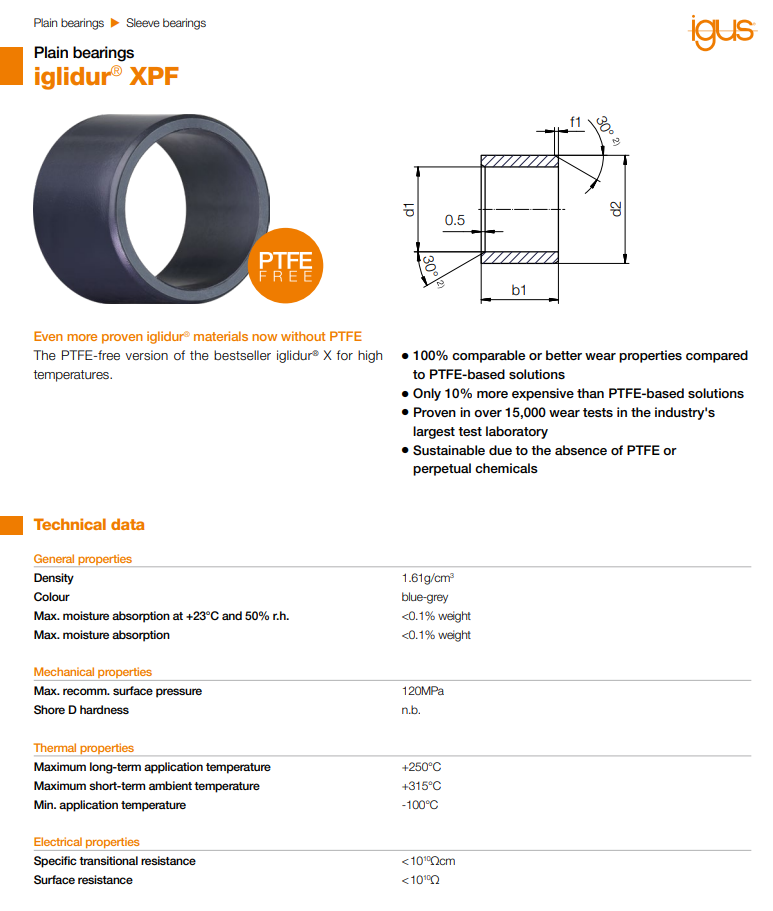 Plain bearings ▶ Sleeve bearings
igus®
Plain bearings
iglidur® XPF
f1
30° 2)
d1
0.5
d2
30° 2)
b1
PTFE
FREE
Even more proven iglidur® materials now without PTFE
The PTFE-free version of the bestseller iglidur® X for high
temperatures.
● 100% comparable or better wear properties compared
to PTFE-based solutions
● Only 10% more expensive than PTFE-based solutions
● Proven in over 15,000 wear tests in the industry's
largest test laboratory
● Sustainable due to the absence of PTFE or
perpetual chemicals
Technical data
General properties
Density 1.61g/cm³
Colour blue-grey
Max. moisture absorption at +23°C and 50% r.h. <0.1% weight
Max. moisture absorption <0.1% weight
Mechanical properties
Max. recomm. surface pressure 120MPa
Shore D hardness n.b.
Thermal properties
Maximum long-term application temperature +250°C
Maximum short-term ambient temperature +315°C
Min. application temperature -100°C
Electrical properties
Specific transitional resistance <10¹⁰Ωcm
Surface resistance <10¹⁰Ω